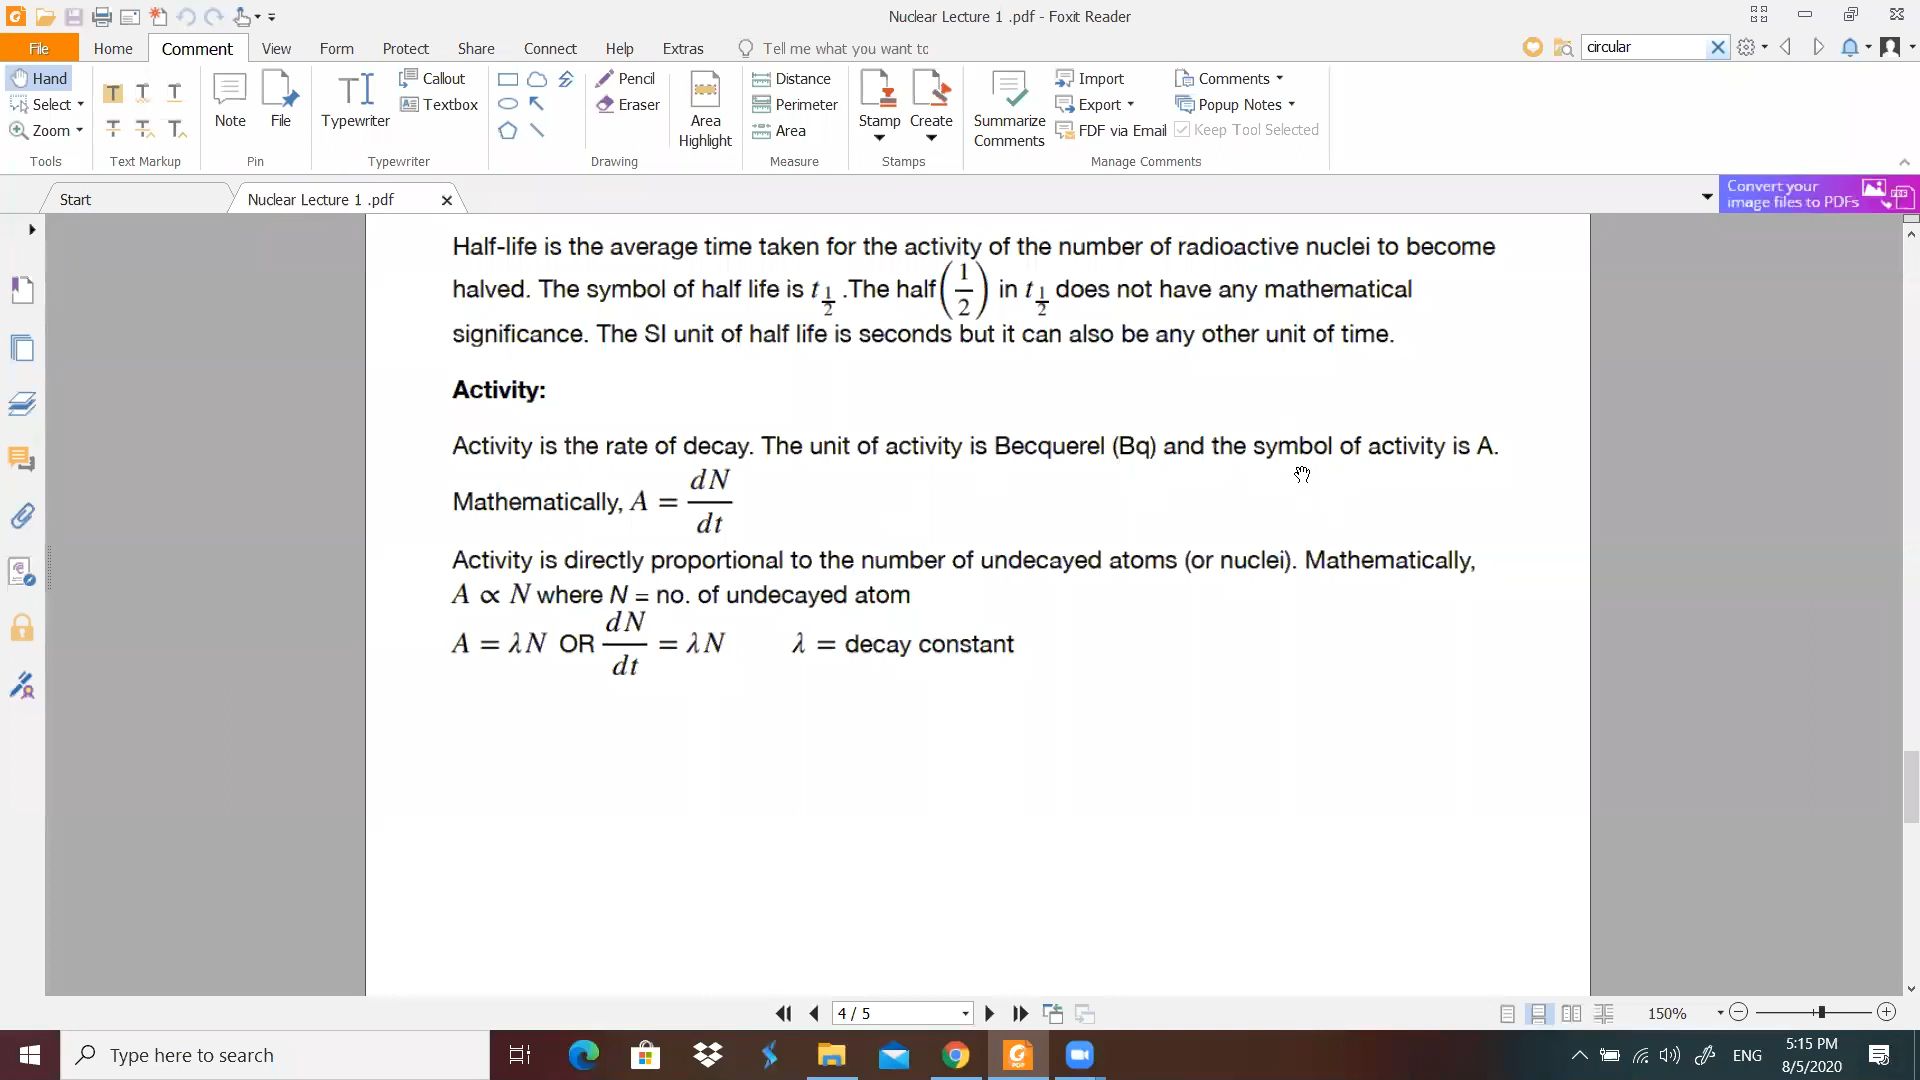 Nuclear Lecture 1 .pdf - Foxit Reader
File Home Comment View Form Protect Share Connect Help Extras Tell me what you want to circular
Hand
Select
Zoom
Tools
Text Markup
Note
File
Pin
Typewriter
Callout
Textbox
Typewriter
Pencil
Eraser
Drawing
Area
Highlight
Distance
Perimeter
Area
Measure
Stamp
Create
Stamps
Summarize
Comments
Import
Export
FDF via Email
Comments
Popup Notes
Keep Tool Selected
Manage Comments
Start
Nuclear Lecture 1 .pdf
Convert your
image files to PDFs
Half-life is the average time taken for the activity of the number of radioactive nuclei to become
halved. The symbol of half life is t½ .The half(1/2) in t½ does not have any mathematical
significance. The SI unit of half life is seconds but it can also be any other unit of time.
Activity:
Activity is the rate of decay. The unit of activity is Becquerel (Bq) and the symbol of activity is A.
Mathematically, A = dN/dt
Activity is directly proportional to the number of undecayed atoms (or nuclei). Mathematically,
A ∝ N where N = no. of undecayed atom
A = λN OR dN/dt = λN λ = decay constant
4 / 5
150%
Type here to search
ENG
5:15 PM
8/5/2020